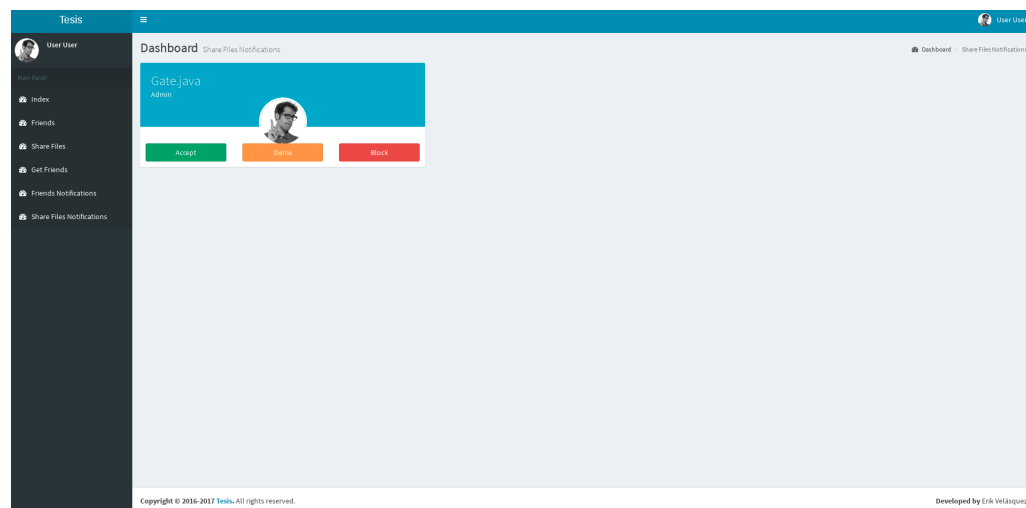 Tesis
User User
User User
Dashboard Share Files Notifications
Dashboard > Share Files Notifications
Main Panel
Index
Friends
Share Files
Get Friends
Friends Notifications
Share Files Notifications
Gate.java
Admin
Accept
Denie
Block
Copyright © 2016-2017 Tesis. All rights reserved.
Developed by Erik Velásquez